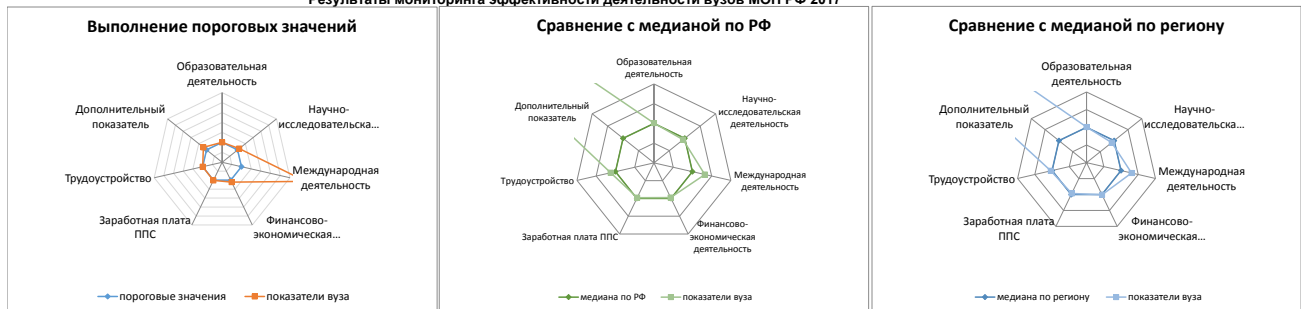 Результаты мониторинга эффективности деятельности вузов МОН РФ 2017
Выполнение пороговых значений
Образовательная
деятельность
Дополнительный
показатель
Научно-
исследовательска...
Трудоустройство
Международная
деятельность
Заработная плата
ППС
Финансово-
экономическая...
пороговые значения
показатели вуза
Сравнение с медианой по РФ
Образовательная
деятельность
Дополнительный
показатель
Научно-
исследовательская
деятельность
Трудоустройство
Международная
деятельность
Заработная плата ППС
Финансово-
экономическая
деятельность
медиана по РФ
показатели вуза
Сравнение с медианой по региону
Образовательная
деятельность
Дополнительный
показатель
Научно-
исследовательска...
Трудоустройство
Международная
деятельность
Заработная плата
ППС
Финансово-
экономическая...
медиана по региону
показатели вуза